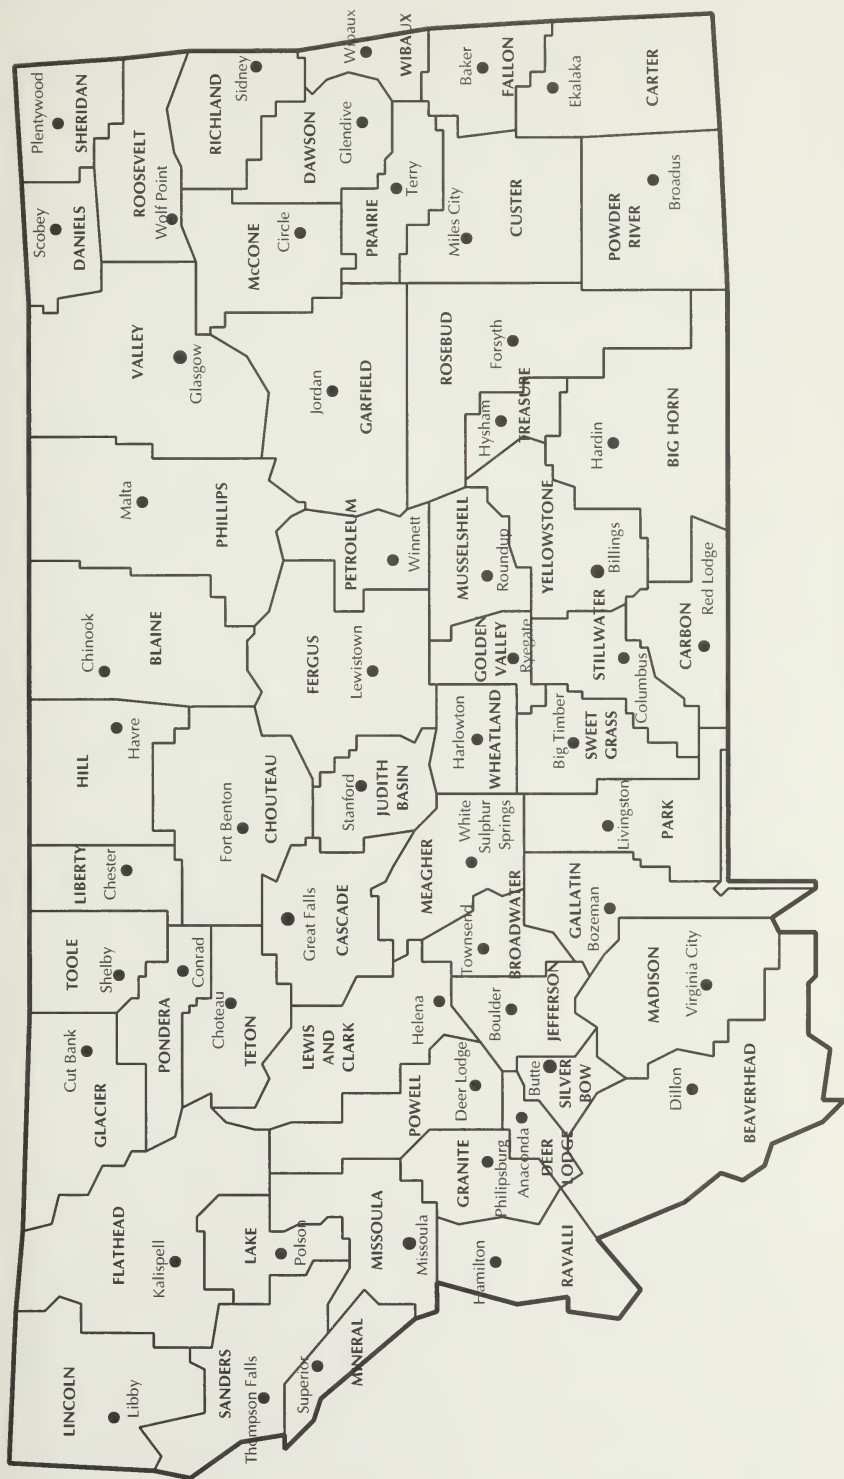 LINCOLN
Libby
FLATHEAD
Kalispell
SANDERS
Thompson Falls
LAKE
Polson
MINERAL
Superior
MISSOULA
Missoula
RAVALLI
Hamilton
GLACIER
Cut Bank
PONDERA
Conrad
TETON
Choteau
LEWIS
AND
CLARK
Helena
POWELL
Deer Lodge
GRANITE
Philipsburg
DEER
LODGE
Anaconda
SILVER
BOW
Butte
BEAVERHEAD
Dillon
MADISON
Virginia City
JEFFERSON
Boulder
BROADWATER
Townsend
GALLATIN
Bozeman
TOOLE
Shelby
LIBERTY
Chester
HILL
Havre
CHOUTEAU
Fort Benton
CASCADE
Great Falls
MEAGHER
White
Sulphur
Springs
JUDITH
BASIN
Stanford
PARK
Livingston
WHEATLAND
Harlowton
SWEET
GRASS
Big Timber
BLAINE
Chinook
FERGUS
Lewistown
GOLDEN
VALLEY
Ryegate
STILLWATER
Columbus
CARBON
Red Lodge
PHILLIPS
Malta
PETROLEUM
Winnett
MUSSELSHELL
Roundup
YELLOWSTONE
Billings
VALLEY
Glasgow
GARFIELD
Jordan
ROSEBUD
Forsyth
TREASURE
Hysham
BIG HORN
Hardin
DANIELS
Scobey
SHERIDAN
Plentywood
ROOSEVELT
Wolf Point
RICHLAND
Sidney
McCONE
Circle
DAWSON
Glendive
PRAIRIE
Terry
WIBAUX
Wibaux
CUSTER
Miles City
FALLON
Baker
POWDER
RIVER
Broadus
CARTER
Ekalaka